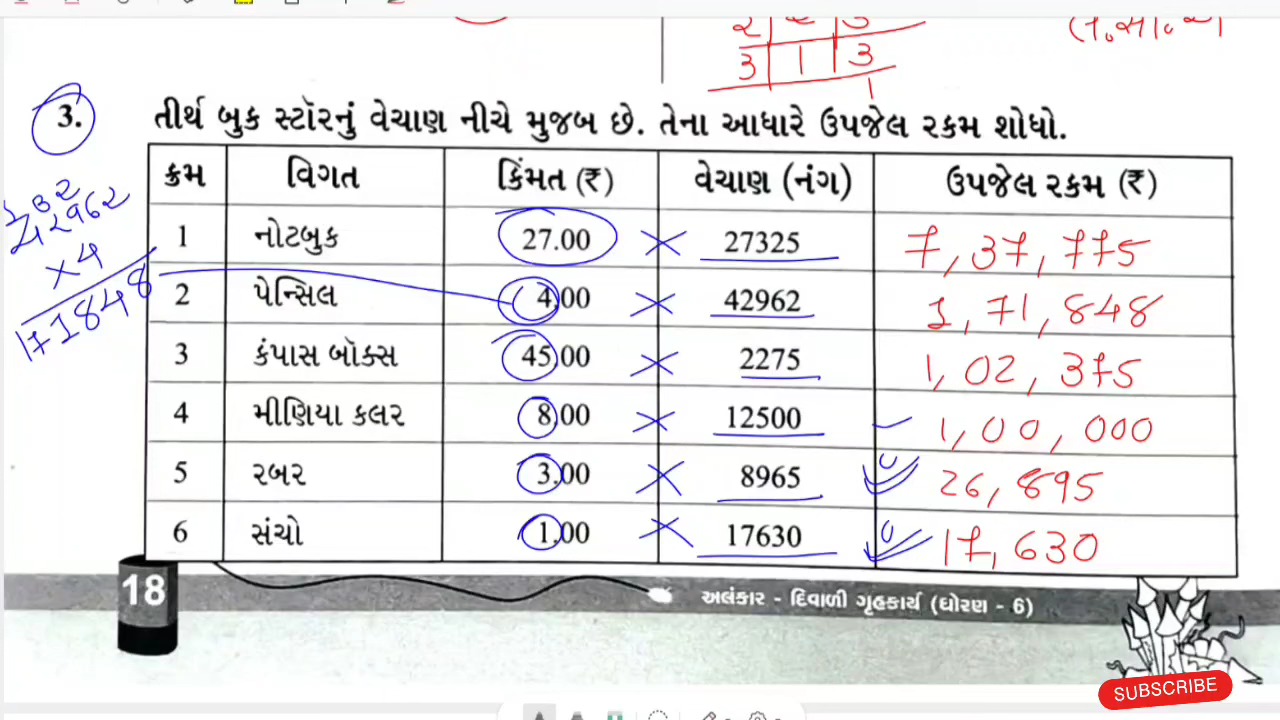 3. તીર્થ બુક સ્ટૉરનું વેચાણ નીચે મુજબ છે. તેના આધારે ઉપજેલ રકમ શોધો.
ક્રમ વિગત કિંમત (₹) વેચાણ (નંગ) ઉપજેલ રકમ (₹)
1 નોટબુક 27.00 × 27325 7,37,775
2 પેન્સિલ 4.00 × 42962 1,71,848
3 કંપાસ બૉક્સ 45.00 × 2275 1,02,375
4 મીણિયા કલર 8.00 × 12500 1,00,000
5 રબર 3.00 × 8965 26,895
6 સંચો 1.00 × 17630 17,630
132
42962
×4
171848
18 અલંકાર - દિવાળી ગૃહકાર્ય (ધોરણ - 6)
SUBSCRIBE